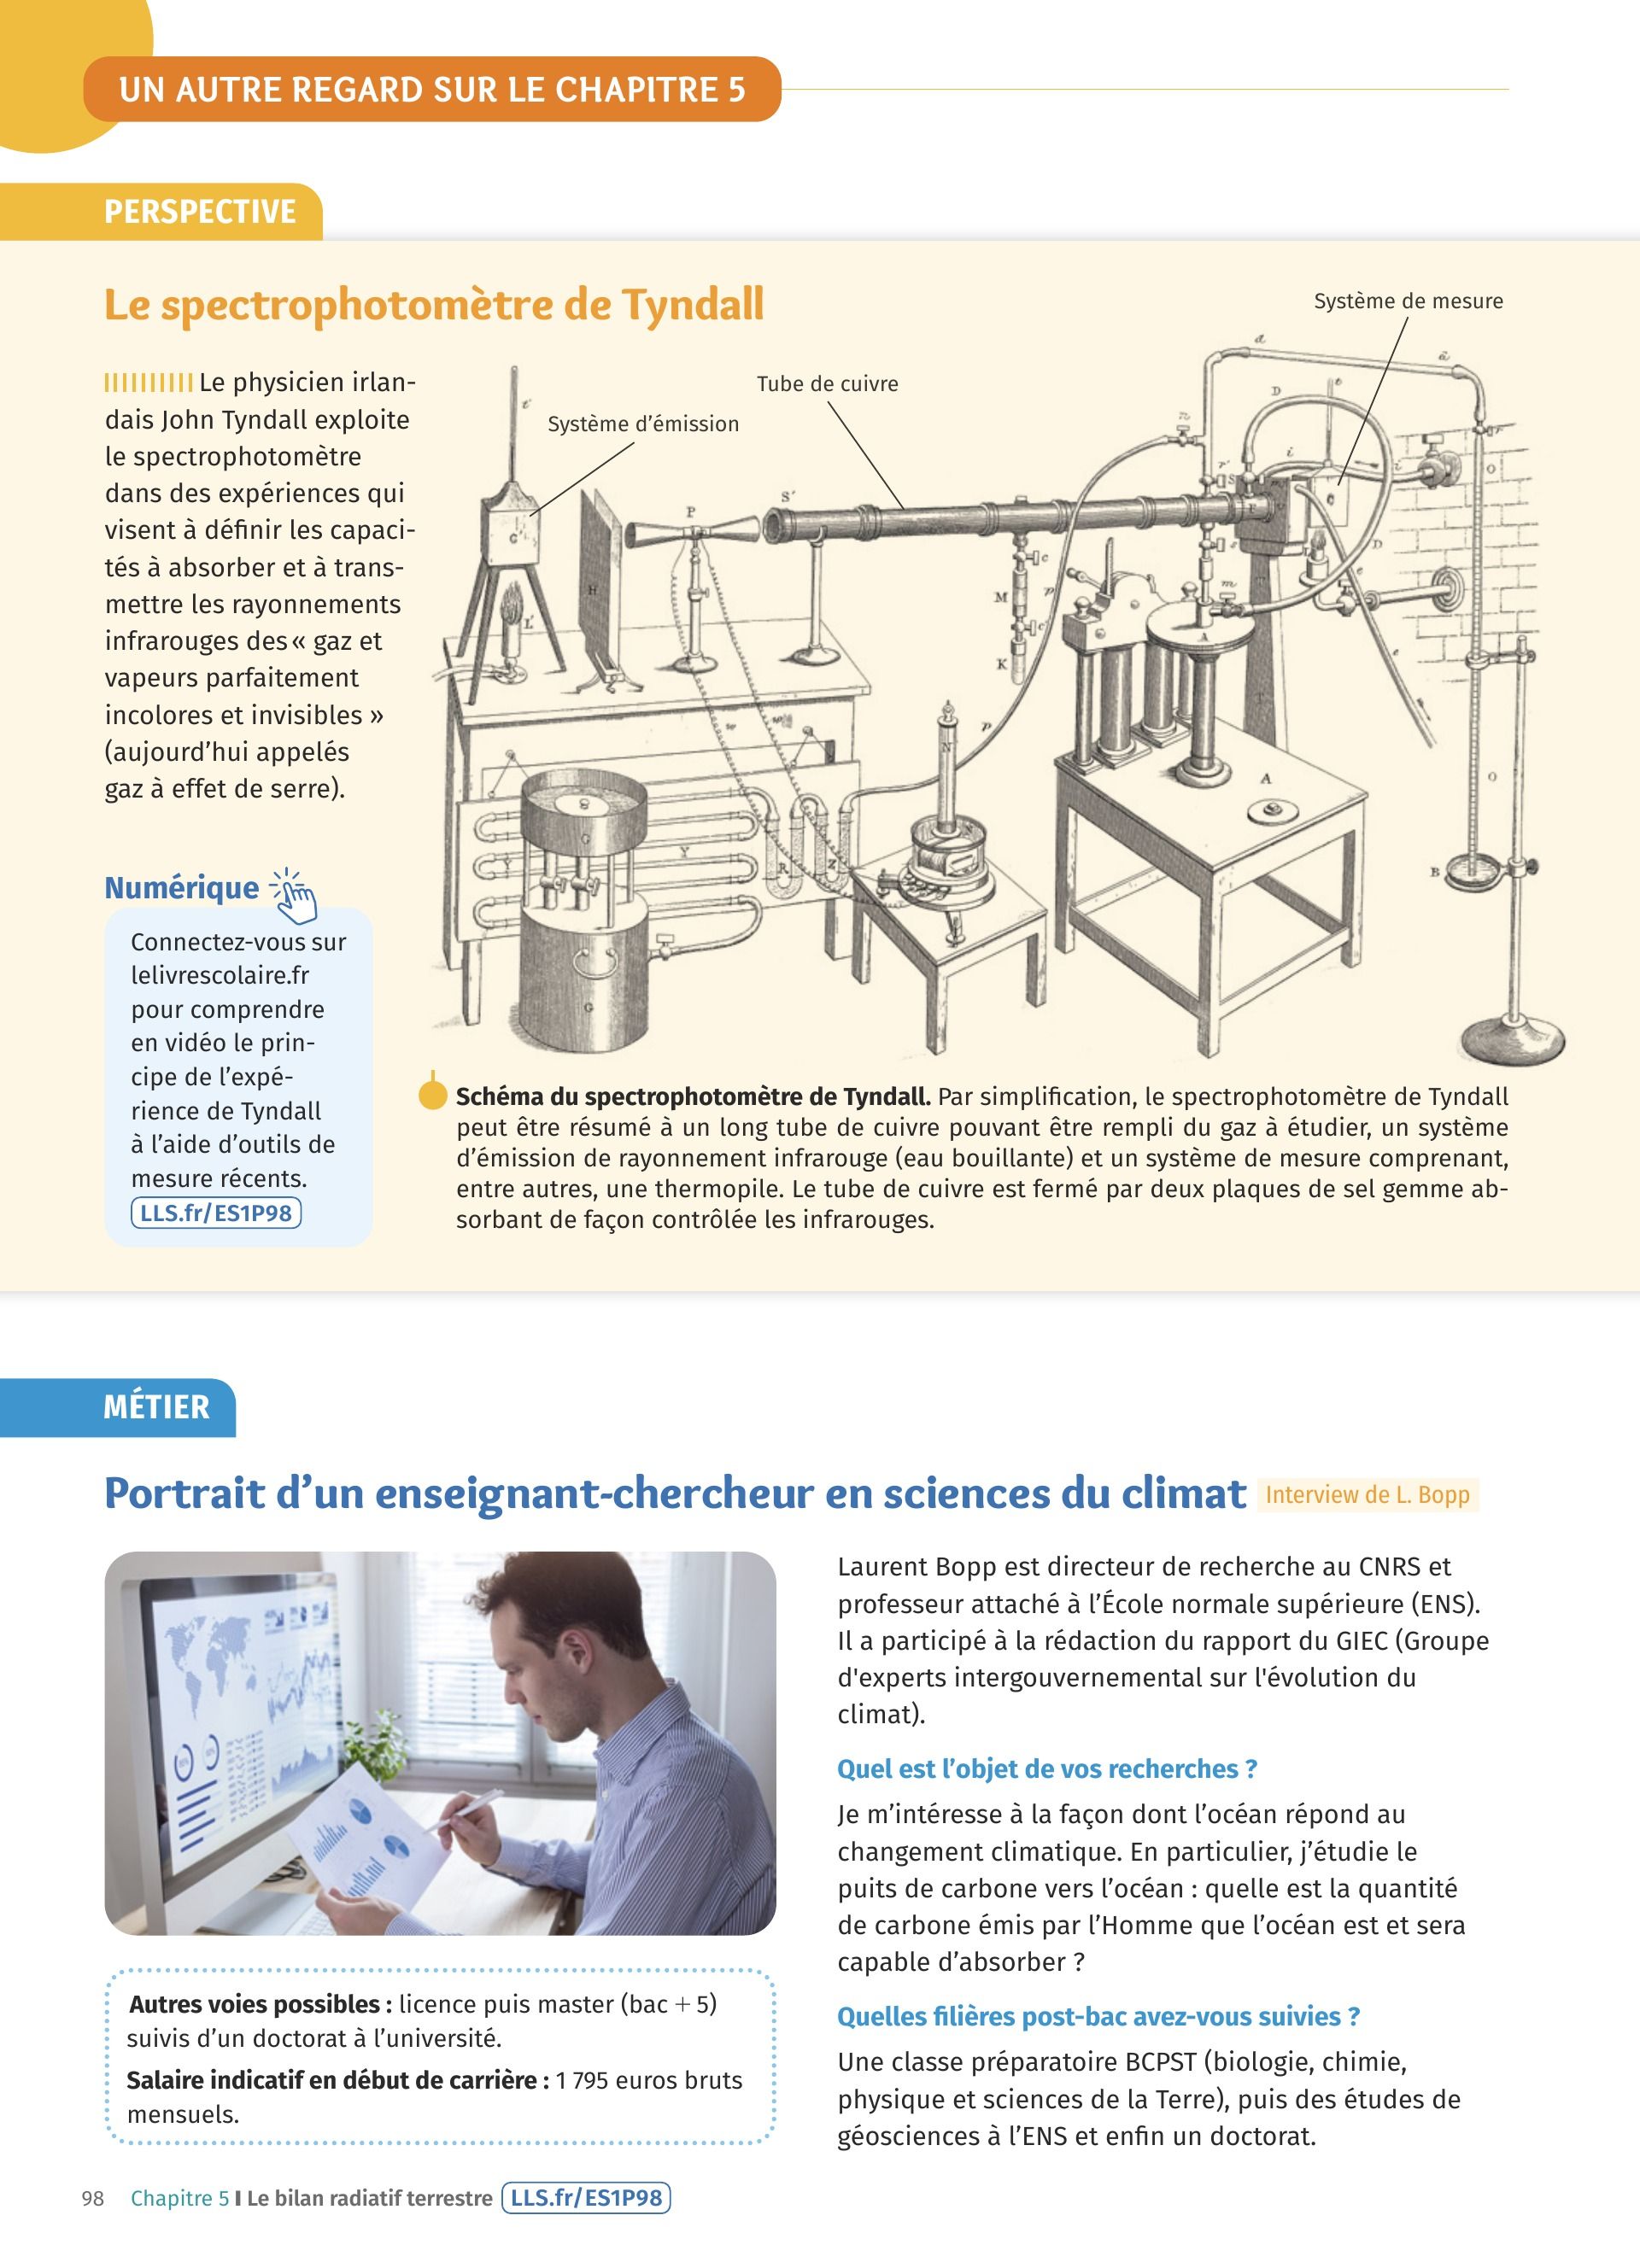 UN AUTRE REGARD SUR LE CHAPITRE 5
PERSPECTIVE
Le spectrophotomètre de Tyndall
Le physicien irlan-
dais John Tyndall exploite
le spectrophotomètre
dans des expériences qui
visent à définir les capaci-
tés à absorber et à trans-
mettre les rayonnements
infrarouges des « gaz et
vapeurs parfaitement
incolores et invisibles »
(aujourd’hui appelés
gaz à effet de serre).
Système d’émission
Tube de cuivre
Système de mesure
S'
P
H
C'
L'
M
K
N
Y
R
Z
G
G
A
A
B
O
O
D
D
Numérique
Connectez-vous sur
lelivrescolaire.fr
pour comprendre
en vidéo le prin-
cipe de l’expé-
rience de Tyndall
à l’aide d’outils de
mesure récents.
LLS.fr/ES1P98
Schéma du spectrophotomètre de Tyndall. Par simplification, le spectrophotomètre de Tyndall
peut être résumé à un long tube de cuivre pouvant être rempli du gaz à étudier, un système
d’émission de rayonnement infrarouge (eau bouillante) et un système de mesure comprenant,
entre autres, une thermopile. Le tube de cuivre est fermé par deux plaques de sel gemme ab-
sorbant de façon contrôlée les infrarouges.
MÉTIER
Portrait d’un enseignant-chercheur en sciences du climat Interview de L. Bopp
Autres voies possibles : licence puis master (bac + 5)
suivis d’un doctorat à l’université.
Salaire indicatif en début de carrière : 1 795 euros bruts
mensuels.
Laurent Bopp est directeur de recherche au CNRS et
professeur attaché à l’École normale supérieure (ENS).
Il a participé à la rédaction du rapport du GIEC (Groupe
d'experts intergouvernemental sur l'évolution du
climat).
Quel est l’objet de vos recherches ?
Je m’intéresse à la façon dont l’océan répond au
changement climatique. En particulier, j’étudie le
puits de carbone vers l’océan : quelle est la quantité
de carbone émis par l’Homme que l’océan est et sera
capable d’absorber ?
Quelles filières post-bac avez-vous suivies ?
Une classe préparatoire BCPST (biologie, chimie,
physique et sciences de la Terre), puis des études de
géosciences à l’ENS et enfin un doctorat.
98 Chapitre 5 I Le bilan radiatif terrestre LLS.fr/ES1P98